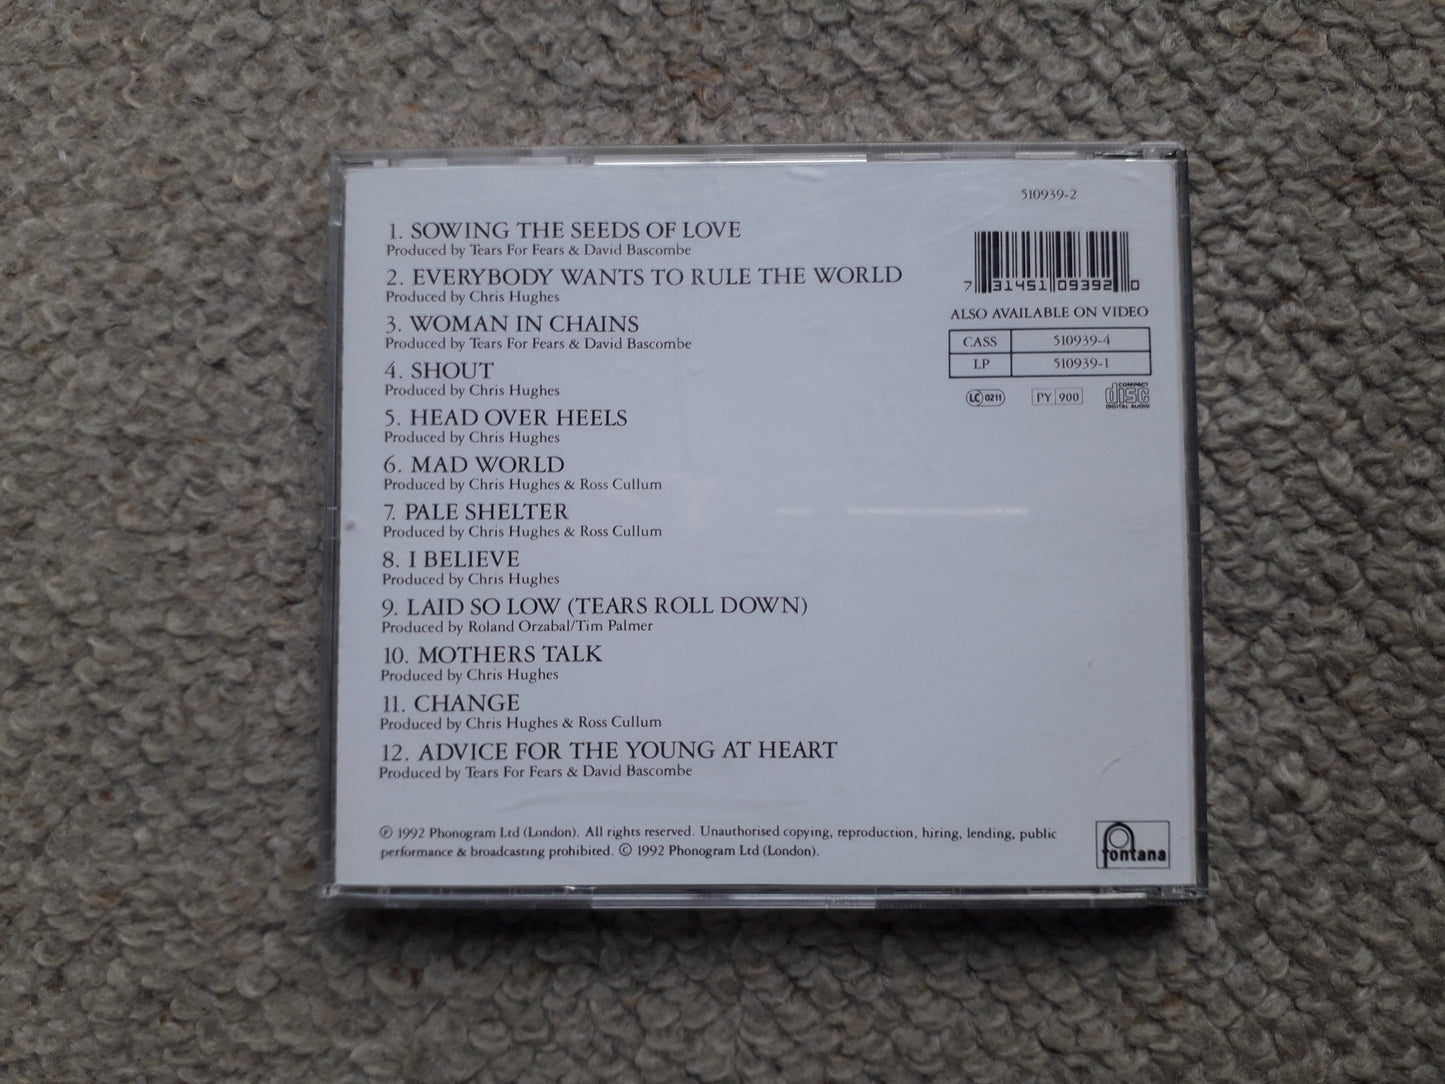 510939-2
1. SOWING THE SEEDS OF LOVE
Produced by Tears For Fears & David Bascombe
2. EVERYBODY WANTS TO RULE THE WORLD
Produced by Chris Hughes
3. WOMAN IN CHAINS
Produced by Tears For Fears & David Bascombe
4. SHOUT
Produced by Chris Hughes
5. HEAD OVER HEELS
Produced by Chris Hughes
6. MAD WORLD
Produced by Chris Hughes & Ross Cullum
7. PALE SHELTER
Produced by Chris Hughes & Ross Cullum
8. I BELIEVE
Produced by Chris Hughes
9. LAID SO LOW (TEARS ROLL DOWN)
Produced by Roland Orzabal/Tim Palmer
10. MOTHERS TALK
Produced by Chris Hughes
11. CHANGE
Produced by Chris Hughes & Ross Cullum
12. ADVICE FOR THE YOUNG AT HEART
Produced by Tears For Fears & David Bascombe
7 31451 09392 0
ALSO AVAILABLE ON VIDEO
CASS 510939-4
LP 510939-1
LC 0211 PY 900 COMPACT
disc
DIGITAL AUDIO
℗ 1992 Phonogram Ltd (London). All rights reserved. Unauthorised copying, reproduction, hiring, lending, public
performance & broadcasting prohibited. © 1992 Phonogram Ltd (London).
fontana